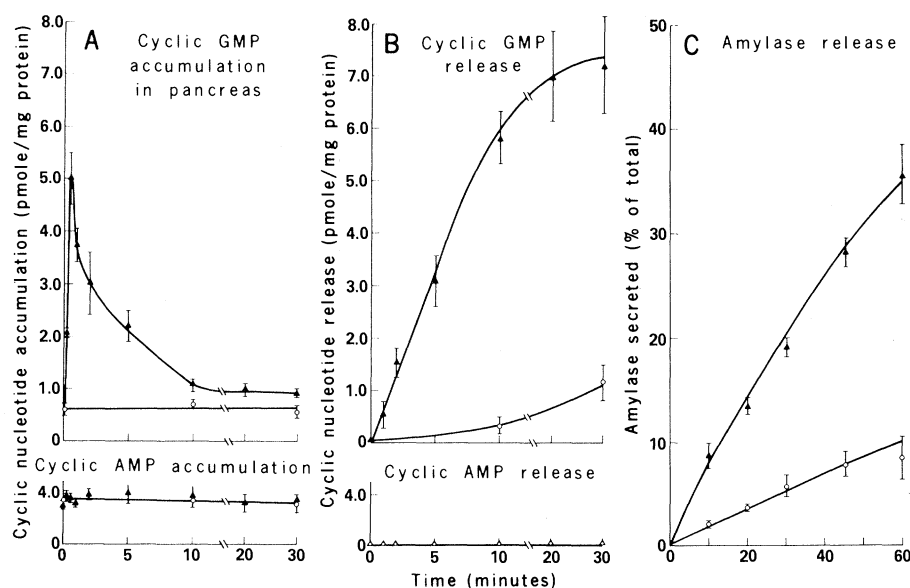 A Cyclic GMP
accumulation
in pancreas
Cyclic nucleotide accumulation (pmole/mg protein)
8.0
7.0
6.0
5.0
4.0
3.0
2.0
1.0
0
Cyclic AMP accumulation
4.0
0
0 5 10 20 30
B Cyclic GMP
release
Cyclic nucleotide release (pmole/mg protein)
8.0
7.0
6.0
5.0
4.0
3.0
2.0
1.0
0
Cyclic AMP release
4.0
0
0 5 10 20 30
Time (minutes)
C Amylase release
Amylase secreted (% of total)
50
40
30
20
10
0
0 20 40 60